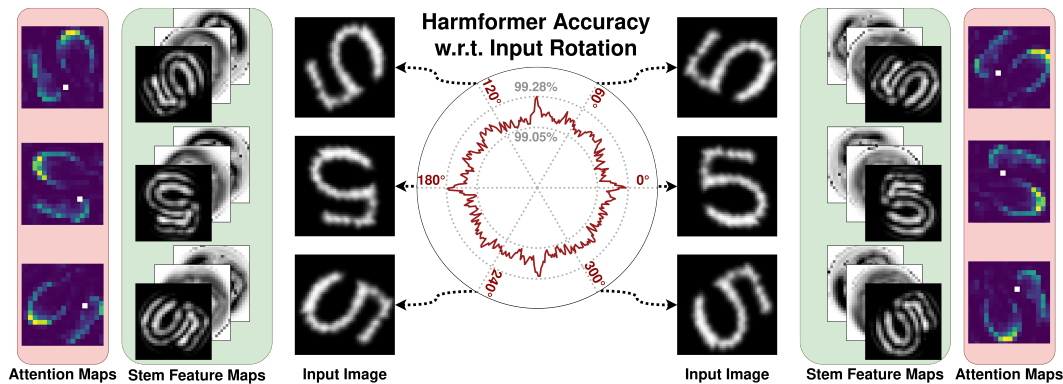 Harmformer Accuracy
w.r.t. Input Rotation
99.28%
99.05%
120°
60°
180°
0°
240°
300°
Attention Maps
Stem Feature Maps
Input Image
Input Image
Stem Feature Maps
Attention Maps